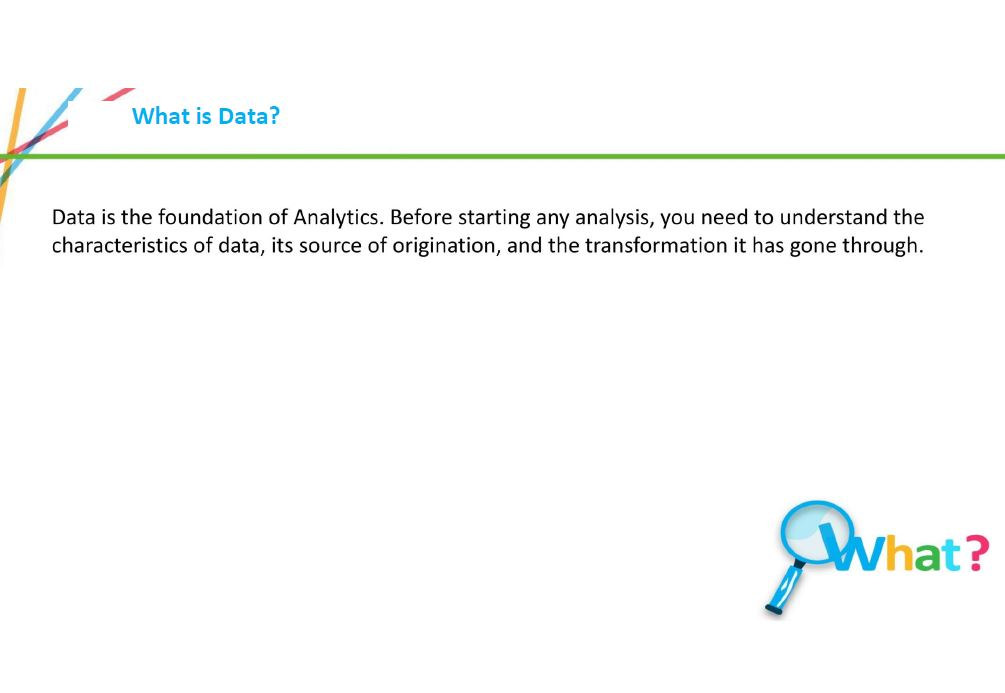 What is Data?
Data is the foundation of Analytics. Before starting any analysis, you need to understand the
characteristics of data, its source of origination, and the transformation it has gone through.
What?